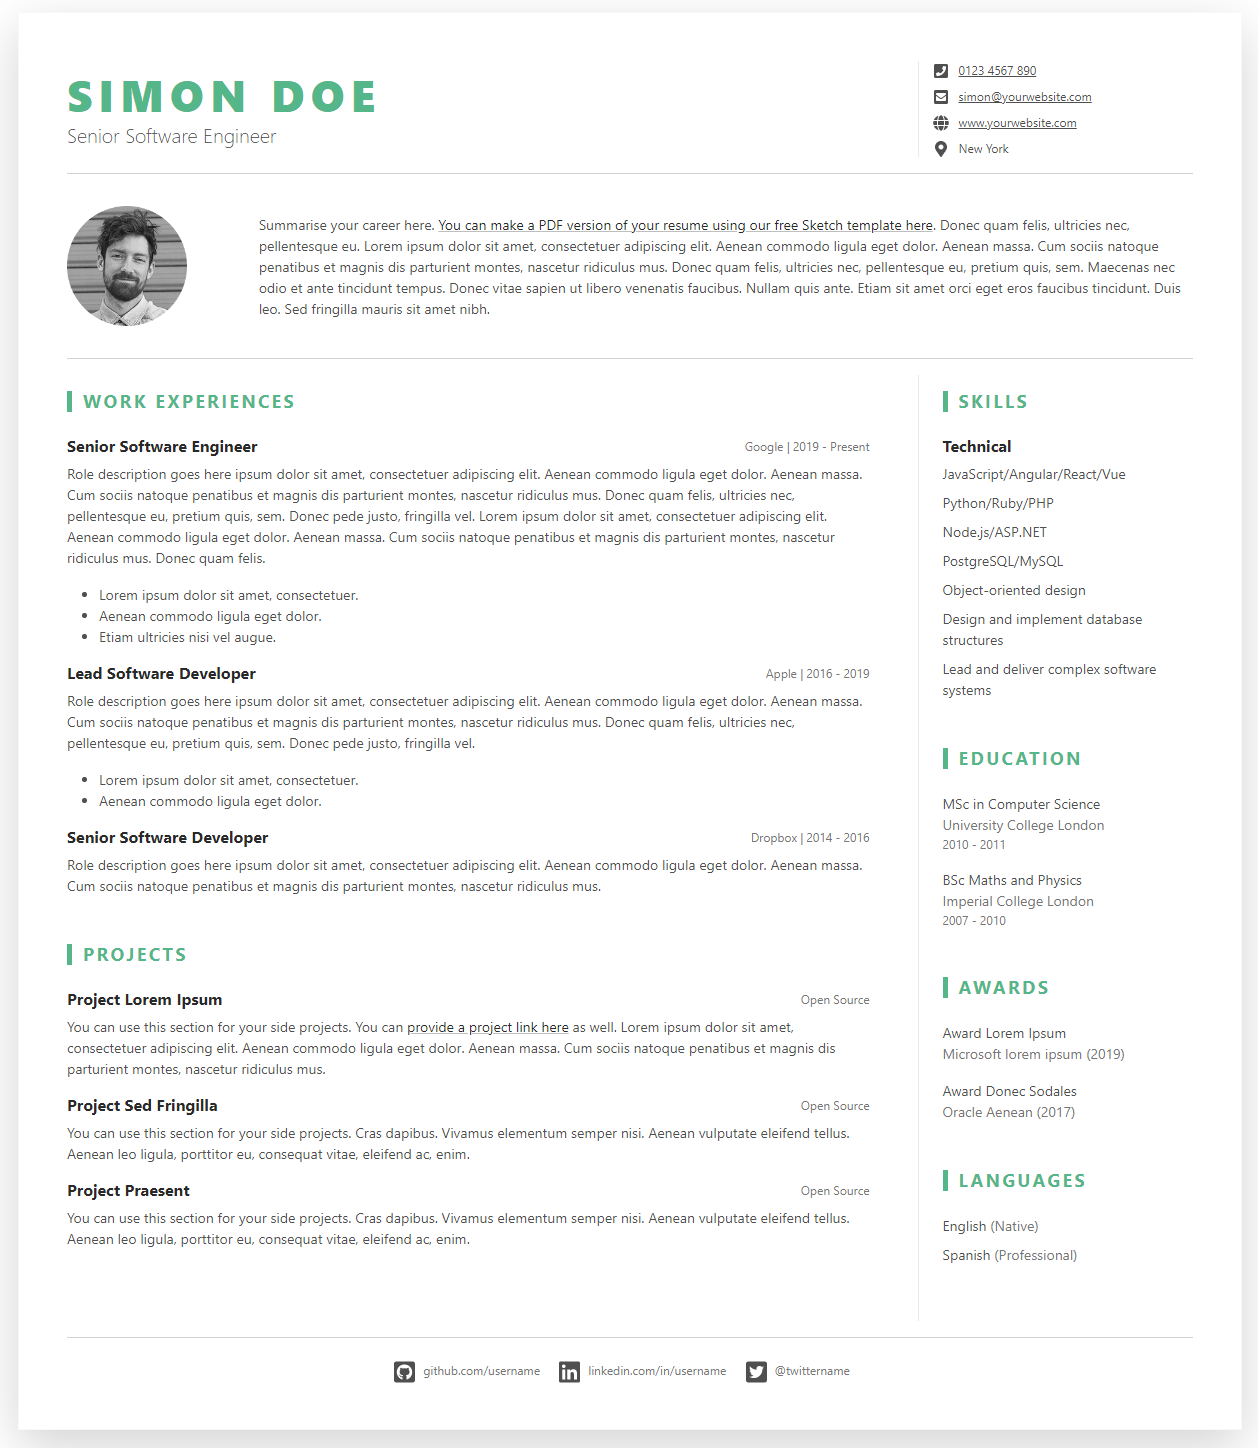 SIMON DOE
Senior Software Engineer
0123 4567 890
simon@yourwebsite.com
www.yourwebsite.com
New York
Summarise your career here. You can make a PDF version of your resume using our free Sketch template here. Donec quam felis, ultricies nec,
pellentesque eu. Lorem ipsum dolor sit amet, consectetuer adipiscing elit. Aenean commodo ligula eget dolor. Aenean massa. Cum sociis natoque
penatibus et magnis dis parturient montes, nascetur ridiculus mus. Donec quam felis, ultricies nec, pellentesque eu, pretium quis, sem. Maecenas nec
odio et ante tincidunt tempus. Donec vitae sapien ut libero venenatis faucibus. Nullam quis ante. Etiam sit amet orci eget eros faucibus tincidunt. Duis
leo. Sed fringilla mauris sit amet nibh.
WORK EXPERIENCES
Senior Software Engineer
Google | 2019 - Present
Role description goes here ipsum dolor sit amet, consectetuer adipiscing elit. Aenean commodo ligula eget dolor. Aenean massa.
Cum sociis natoque penatibus et magnis dis parturient montes, nascetur ridiculus mus. Donec quam felis, ultricies nec,
pellentesque eu, pretium quis, sem. Donec pede justo, fringilla vel. Lorem ipsum dolor sit amet, consectetuer adipiscing elit.
Aenean commodo ligula eget dolor. Aenean massa. Cum sociis natoque penatibus et magnis dis parturient montes, nascetur
ridiculus mus. Donec quam felis.
• Lorem ipsum dolor sit amet, consectetuer.
• Aenean commodo ligula eget dolor.
• Etiam ultricies nisi vel augue.
Lead Software Developer
Apple | 2016 - 2019
Role description goes here ipsum dolor sit amet, consectetuer adipiscing elit. Aenean commodo ligula eget dolor. Aenean massa.
Cum sociis natoque penatibus et magnis dis parturient montes, nascetur ridiculus mus. Donec quam felis, ultricies nec,
pellentesque eu, pretium quis, sem. Donec pede justo, fringilla vel.
• Lorem ipsum dolor sit amet, consectetuer.
• Aenean commodo ligula eget dolor.
Senior Software Developer
Dropbox | 2014 - 2016
Role description goes here ipsum dolor sit amet, consectetuer adipiscing elit. Aenean commodo ligula eget dolor. Aenean massa.
Cum sociis natoque penatibus et magnis dis parturient montes, nascetur ridiculus mus.
PROJECTS
Project Lorem Ipsum
Open Source
You can use this section for your side projects. You can provide a project link here as well. Lorem ipsum dolor sit amet,
consectetuer adipiscing elit. Aenean commodo ligula eget dolor. Aenean massa. Cum sociis natoque penatibus et magnis dis
parturient montes, nascetur ridiculus mus.
Project Sed Fringilla
Open Source
You can use this section for your side projects. Cras dapibus. Vivamus elementum semper nisi. Aenean vulputate eleifend tellus.
Aenean leo ligula, porttitor eu, consequat vitae, eleifend ac, enim.
Project Praesent
Open Source
You can use this section for your side projects. Cras dapibus. Vivamus elementum semper nisi. Aenean vulputate eleifend tellus.
Aenean leo ligula, porttitor eu, consequat vitae, eleifend ac, enim.
SKILLS
Technical
JavaScript/Angular/React/Vue
Python/Ruby/PHP
Node.js/ASP.NET
PostgreSQL/MySQL
Object-oriented design
Design and implement database
structures
Lead and deliver complex software
systems
EDUCATION
MSc in Computer Science
University College London
2010 - 2011
BSc Maths and Physics
Imperial College London
2007 - 2010
AWARDS
Award Lorem Ipsum
Microsoft lorem ipsum (2019)
Award Donec Sodales
Oracle Aenean (2017)
LANGUAGES
English (Native)
Spanish (Professional)
github.com/username
linkedin.com/in/username
@twittername